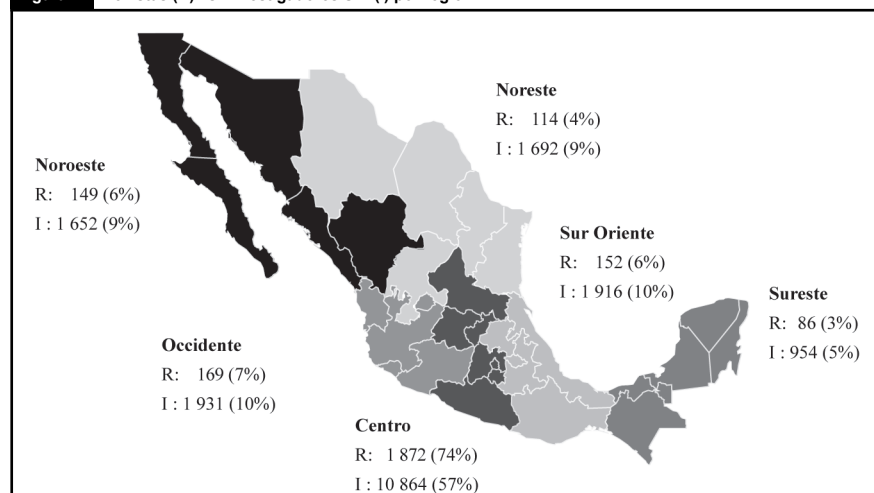 Noreste
R: 114 (4%)
I : 1 692 (9%)
Noroeste
R: 149 (6%)
I : 1 652 (9%)
Sur Oriente
R: 152 (6%)
I : 1 916 (10%)
Sureste
R: 86 (3%)
I : 954 (5%)
Occidente
R: 169 (7%)
I : 1 931 (10%)
Centro
R: 1 872 (74%)
I : 10 864 (57%)